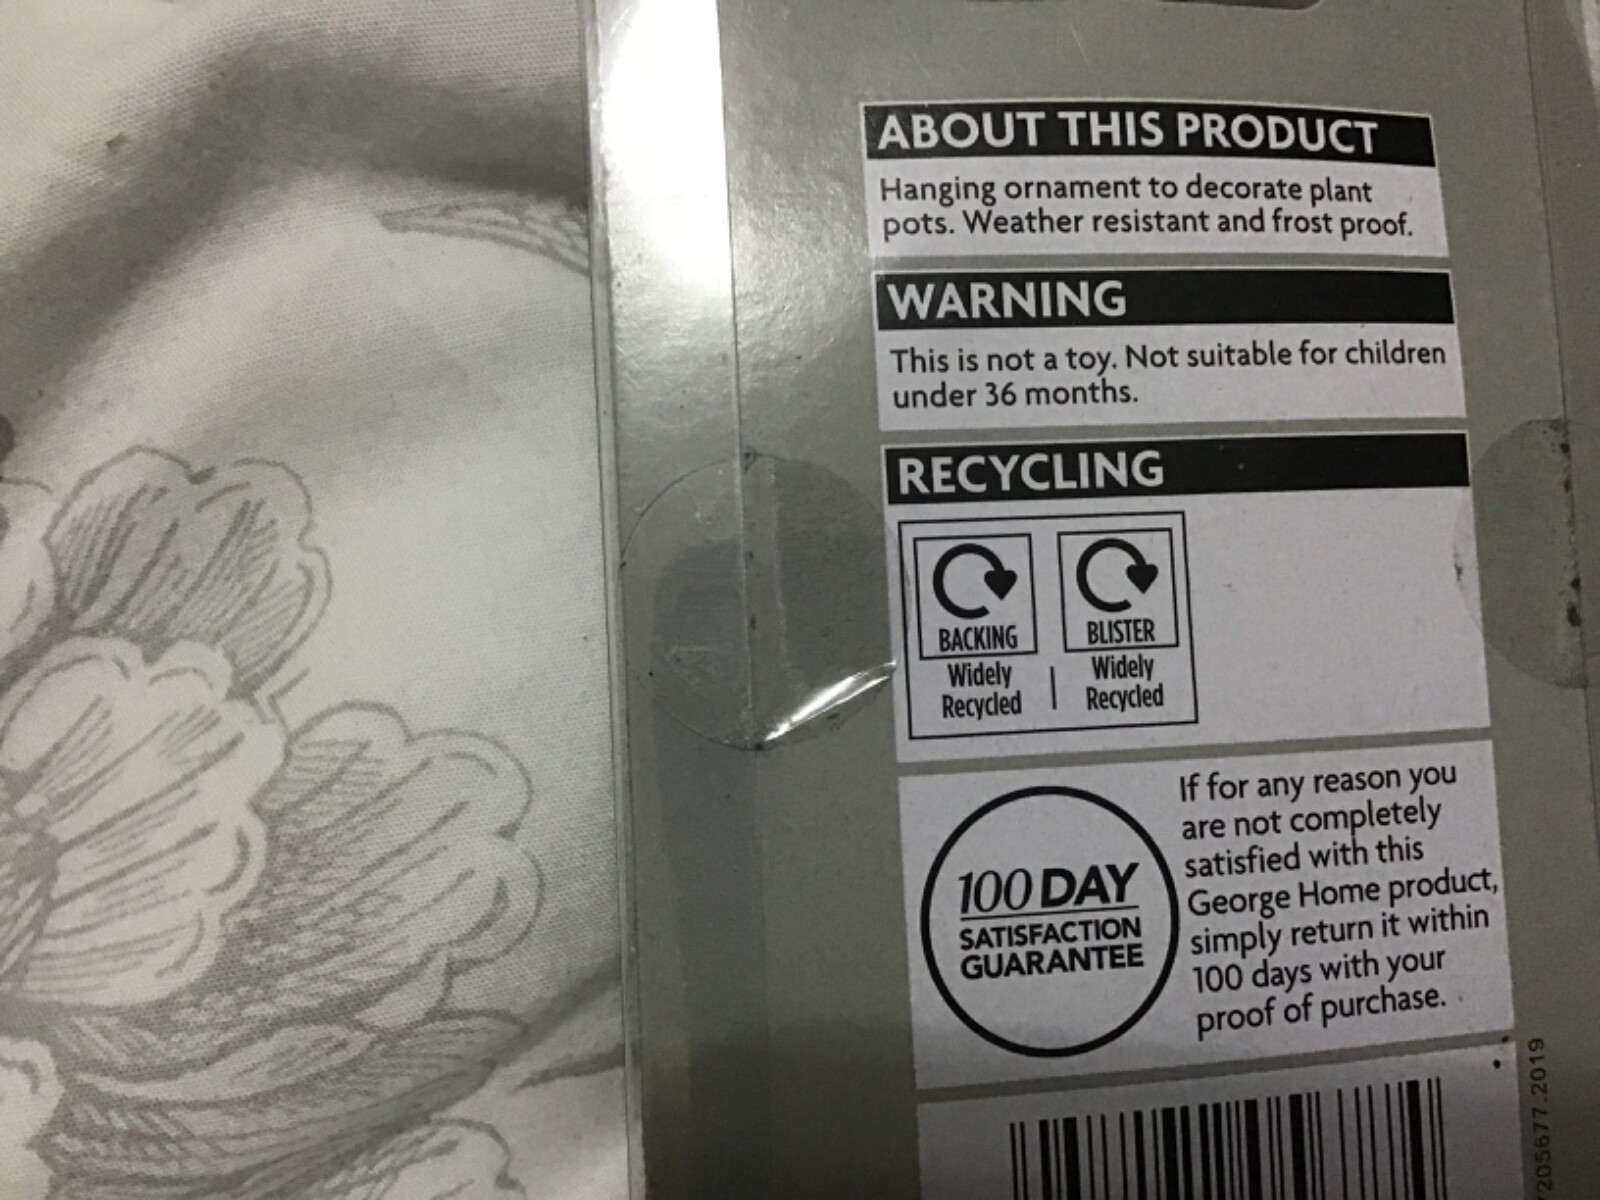 ABOUT THIS PRODUCT
Hanging ornament to decorate plant
pots. Weather resistant and frost proof.
WARNING
This is not a toy. Not suitable for children
under 36 months.
RECYCLING
BACKING
Widely
Recycled
BLISTER
Widely
Recycled
100 DAY
SATISFACTION
GUARANTEE
If for any reason you
are not completely
satisfied with this
George Home product,
simply return it within
100 days with your
proof of purchase.
205677.2019